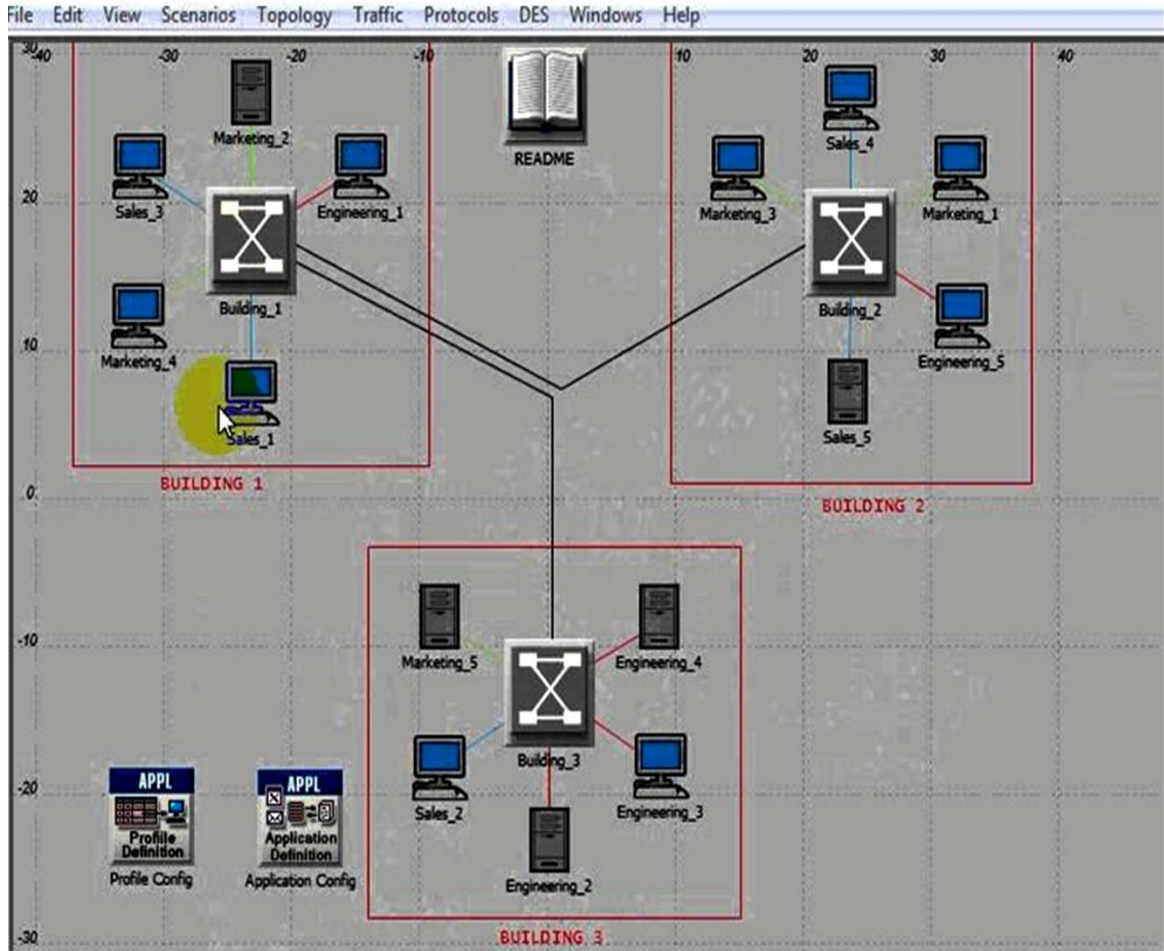 File Edit View Scenarios Topology Traffic Protocols DES Windows Help
30 -40 -30 -20 -10 10 20 30 40
Marketing_2
Sales_3
Engineering_1
Building_1
Marketing_4
Sales_1
BUILDING 1
README
Sales_4
Marketing_3
Marketing_1
Building_2
Engineering_5
Sales_5
BUILDING 2
20
10
0
-10
-20
-30
Marketing_5
Engineering_4
Building_3
Sales_2
Engineering_3
Engineering_2
BUILDING 3
APPL
Profile
Definition
Profile Config
APPL
Application
Definition
Application Config